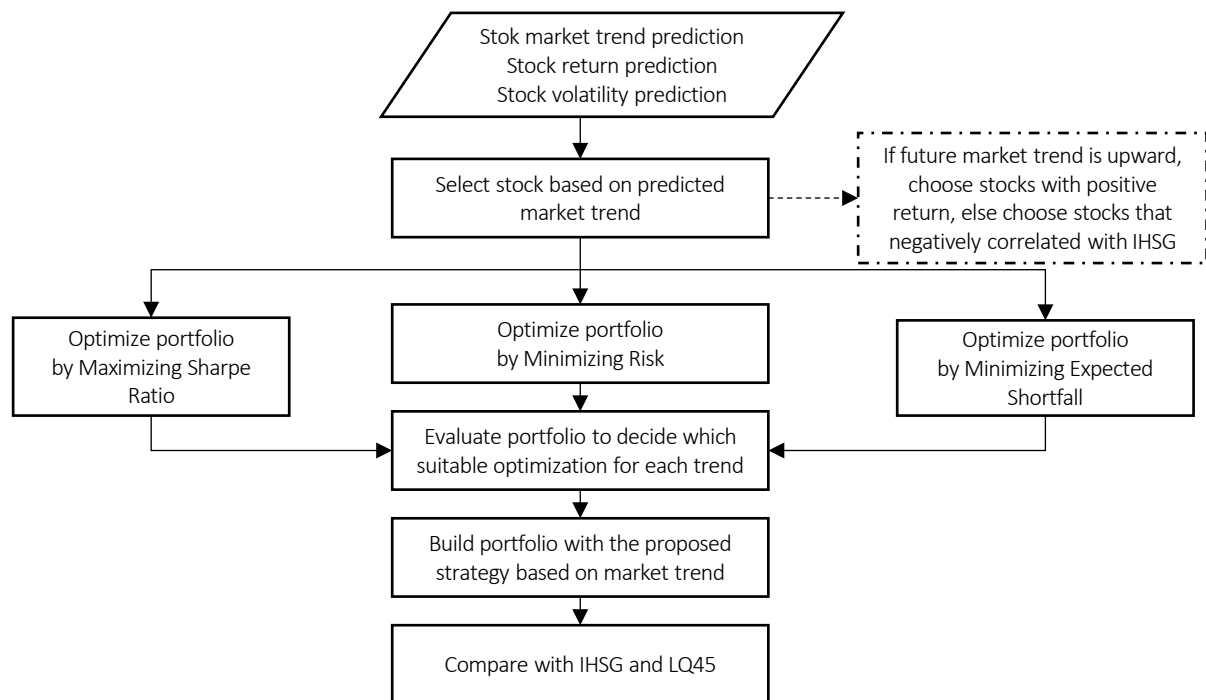 Stok market trend prediction
Stock return prediction
Stock volatility prediction
Select stock based on predicted
market trend
If future market trend is upward,
choose stocks with positive
return, else choose stocks that
negatively correlated with IHSG
Optimize portfolio
by Maximizing Sharpe
Ratio
Optimize portfolio
by Minimizing Risk
Optimize portfolio
by Minimizing Expected
Shortfall
Evaluate portfolio to decide which
suitable optimization for each trend
Build portfolio with the proposed
strategy based on market trend
Compare with IHSG and LQ45